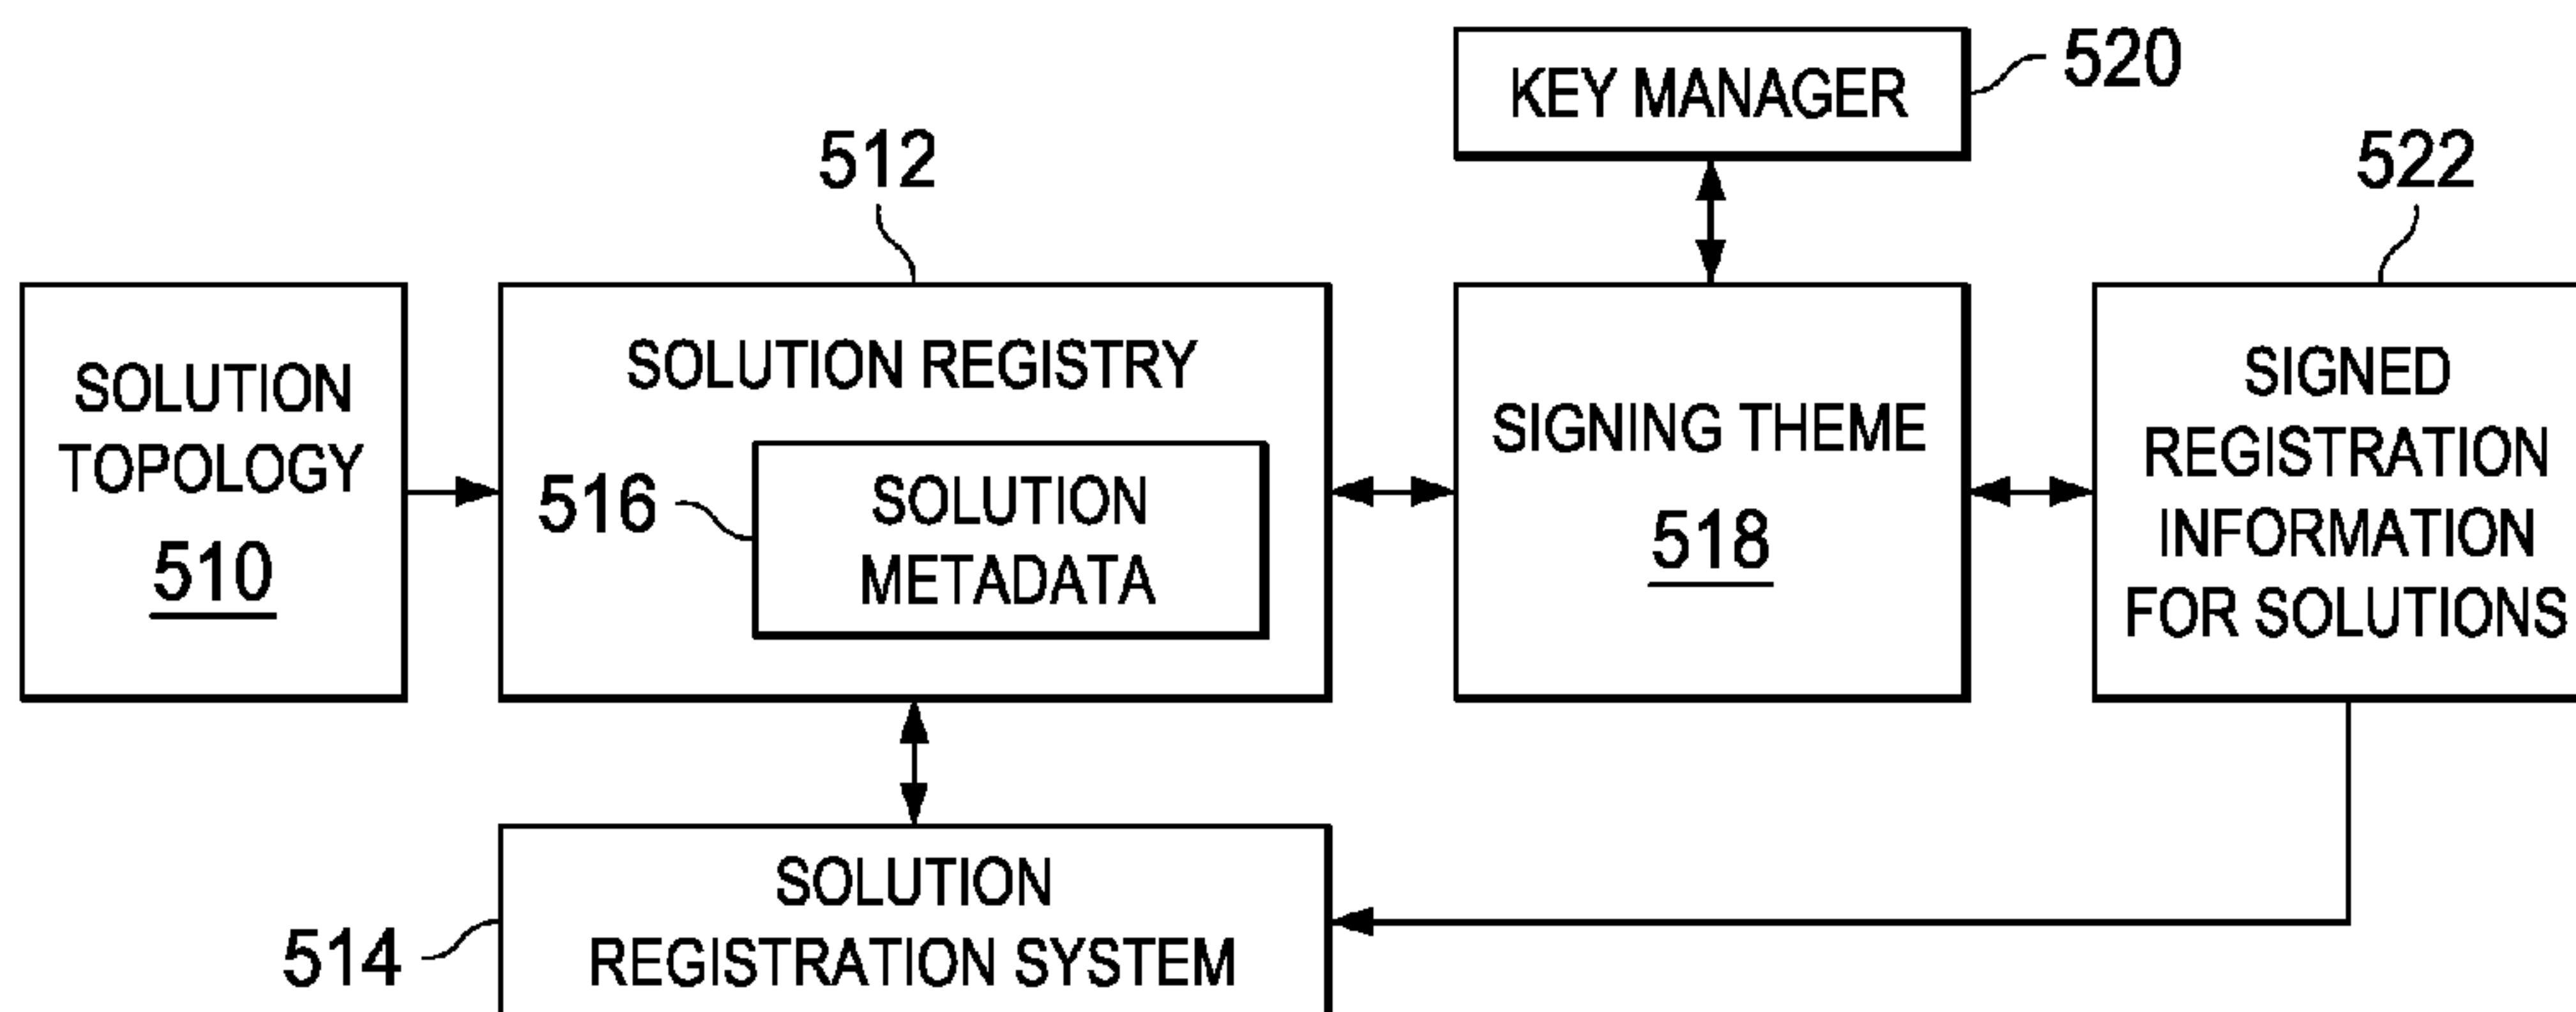 KEY MANAGER
520
512
522
SOLUTION
TOPOLOGY
510
SOLUTION REGISTRY
516
SOLUTION
METADATA
SIGNING THEME
518
SIGNED
REGISTRATION
INFORMATION
FOR SOLUTIONS
514
SOLUTION
REGISTRATION SYSTEM